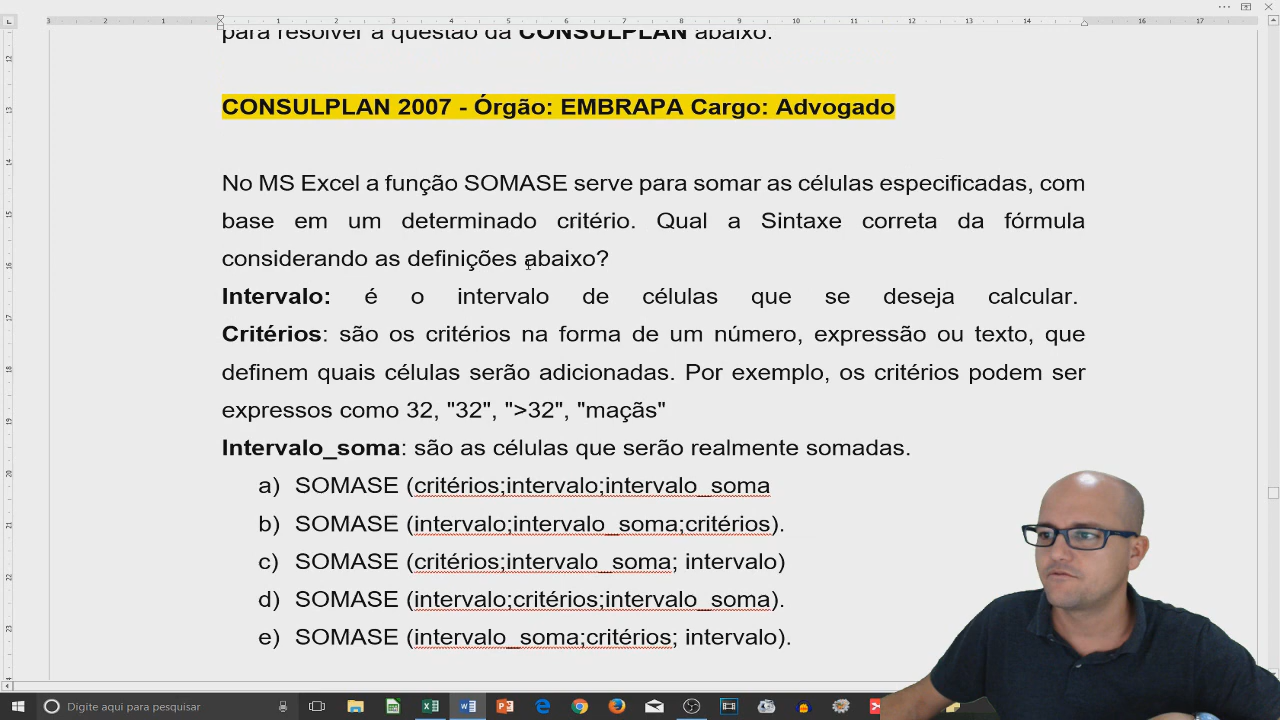 para resolver a questão da CONSULPLAN abaixo.
CONSULPLAN 2007 - Órgão: EMBRAPA Cargo: Advogado
No MS Excel a função SOMASE serve para somar as células especificadas, com
base em um determinado critério. Qual a Sintaxe correta da fórmula
considerando as definições abaixo?
Intervalo: é o intervalo de células que se deseja calcular.
Critérios: são os critérios na forma de um número, expressão ou texto, que
definem quais células serão adicionadas. Por exemplo, os critérios podem ser
expressos como 32, "32", ">32", "maçãs"
Intervalo_soma: são as células que serão realmente somadas.
a) SOMASE (critérios;intervalo;intervalo_soma
b) SOMASE (intervalo;intervalo_soma;critérios).
c) SOMASE (critérios;intervalo_soma; intervalo)
d) SOMASE (intervalo;critérios;intervalo_soma).
e) SOMASE (intervalo_soma;critérios; intervalo).
Digite aqui para pesquisar